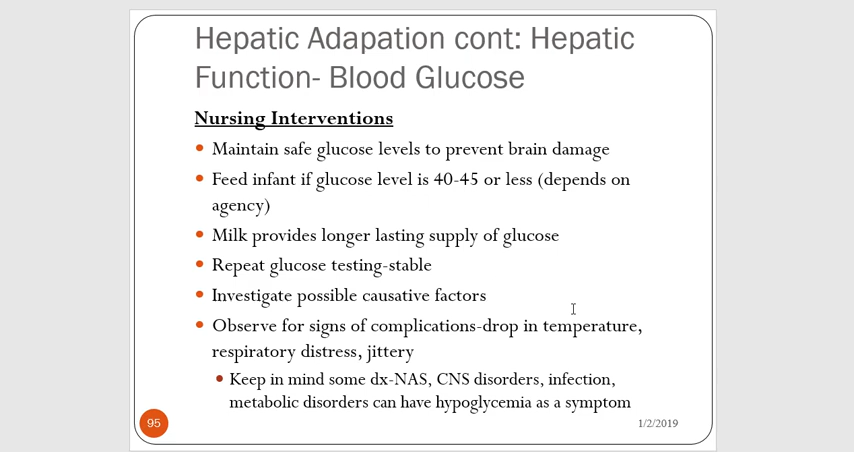 Hepatic Adapation cont: Hepatic
Function- Blood Glucose
Nursing Interventions
• Maintain safe glucose levels to prevent brain damage
• Feed infant if glucose level is 40-45 or less (depends on
agency)
• Milk provides longer lasting supply of glucose
• Repeat glucose testing-stable
• Investigate possible causative factors
• Observe for signs of complications-drop in temperature,
respiratory distress, jittery
• Keep in mind some dx-NAS, CNS disorders, infection,
metabolic disorders can have hypoglycemia as a symptom
95
1/2/2019